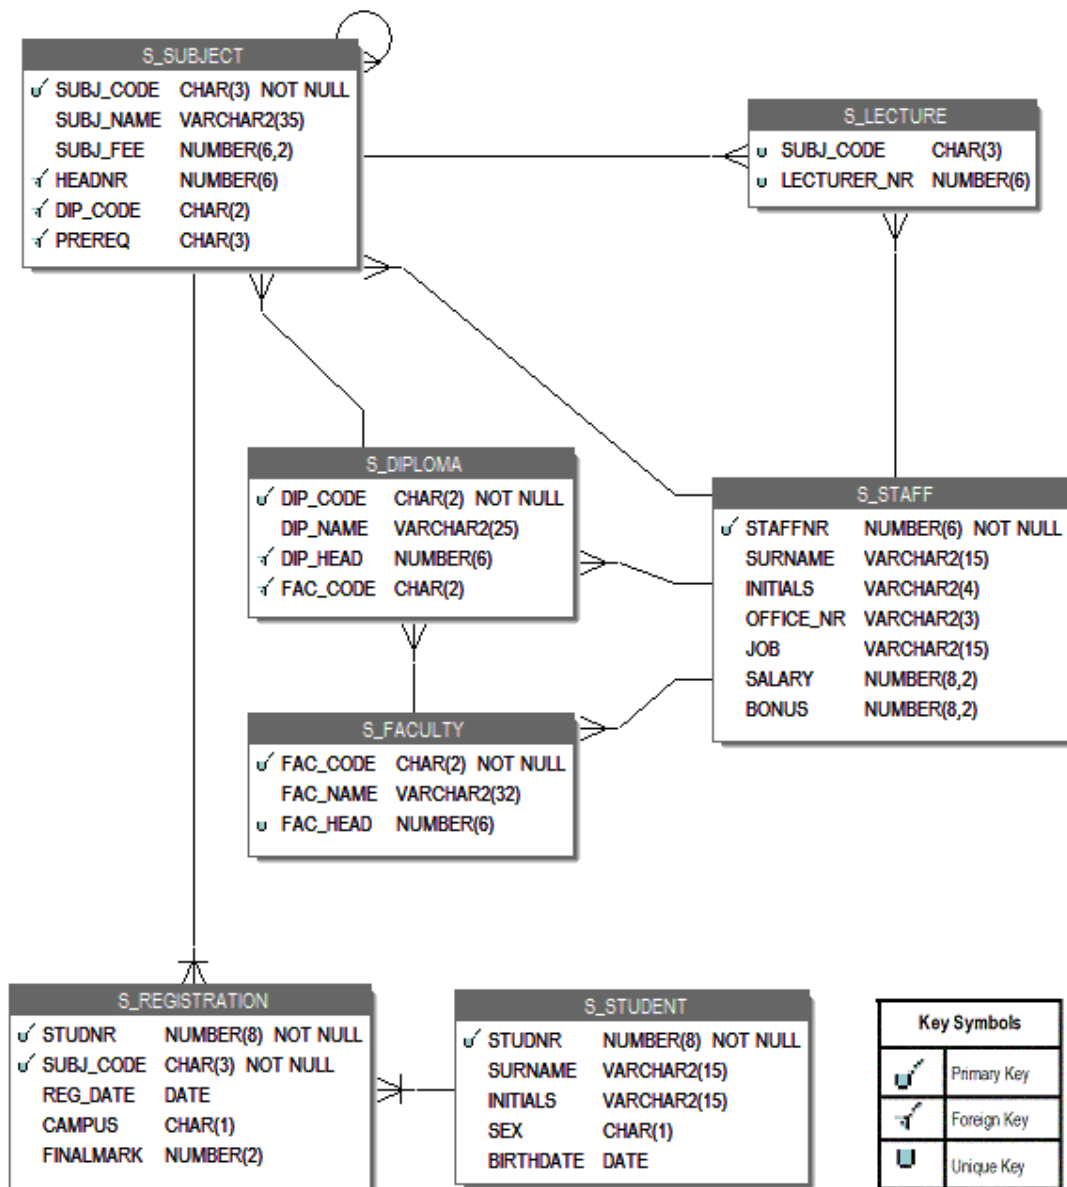 S_SUBJECT
SUBJ_CODE CHAR(3) NOT NULL
SUBJ_NAME VARCHAR2(35)
SUBJ_FEE NUMBER(6,2)
HEADNR NUMBER(6)
DIP_CODE CHAR(2)
PREREQ CHAR(3)
S_LECTURE
SUBJ_CODE CHAR(3)
LECTURER_NR NUMBER(6)
S_DIPLOMA
DIP_CODE CHAR(2) NOT NULL
DIP_NAME VARCHAR2(25)
DIP_HEAD NUMBER(6)
FAC_CODE CHAR(2)
S_STAFF
STAFFNR NUMBER(6) NOT NULL
SURNAME VARCHAR2(15)
INITIALS VARCHAR2(4)
OFFICE_NR VARCHAR2(3)
JOB VARCHAR2(15)
SALARY NUMBER(8,2)
BONUS NUMBER(8,2)
S_FACULTY
FAC_CODE CHAR(2) NOT NULL
FAC_NAME VARCHAR2(32)
FAC_HEAD NUMBER(6)
S_REGISTRATION
STUDNR NUMBER(8) NOT NULL
SUBJ_CODE CHAR(3) NOT NULL
REG_DATE DATE
CAMPUS CHAR(1)
FINALMARK NUMBER(2)
S_STUDENT
STUDNR NUMBER(8) NOT NULL
SURNAME VARCHAR2(15)
INITIALS VARCHAR2(15)
SEX CHAR(1)
BIRTHDATE DATE
Key Symbols
Primary Key
Foreign Key
Unique Key